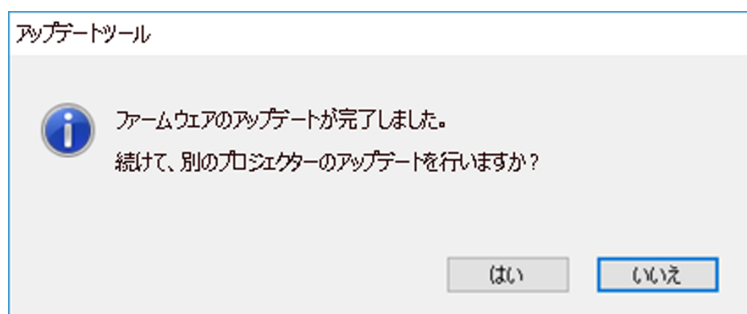 アップデートツール
ファームウェアのアップデートが完了しました。
続けて、別のプロジェクターのアップデートを行いますか？
はい
いいえ